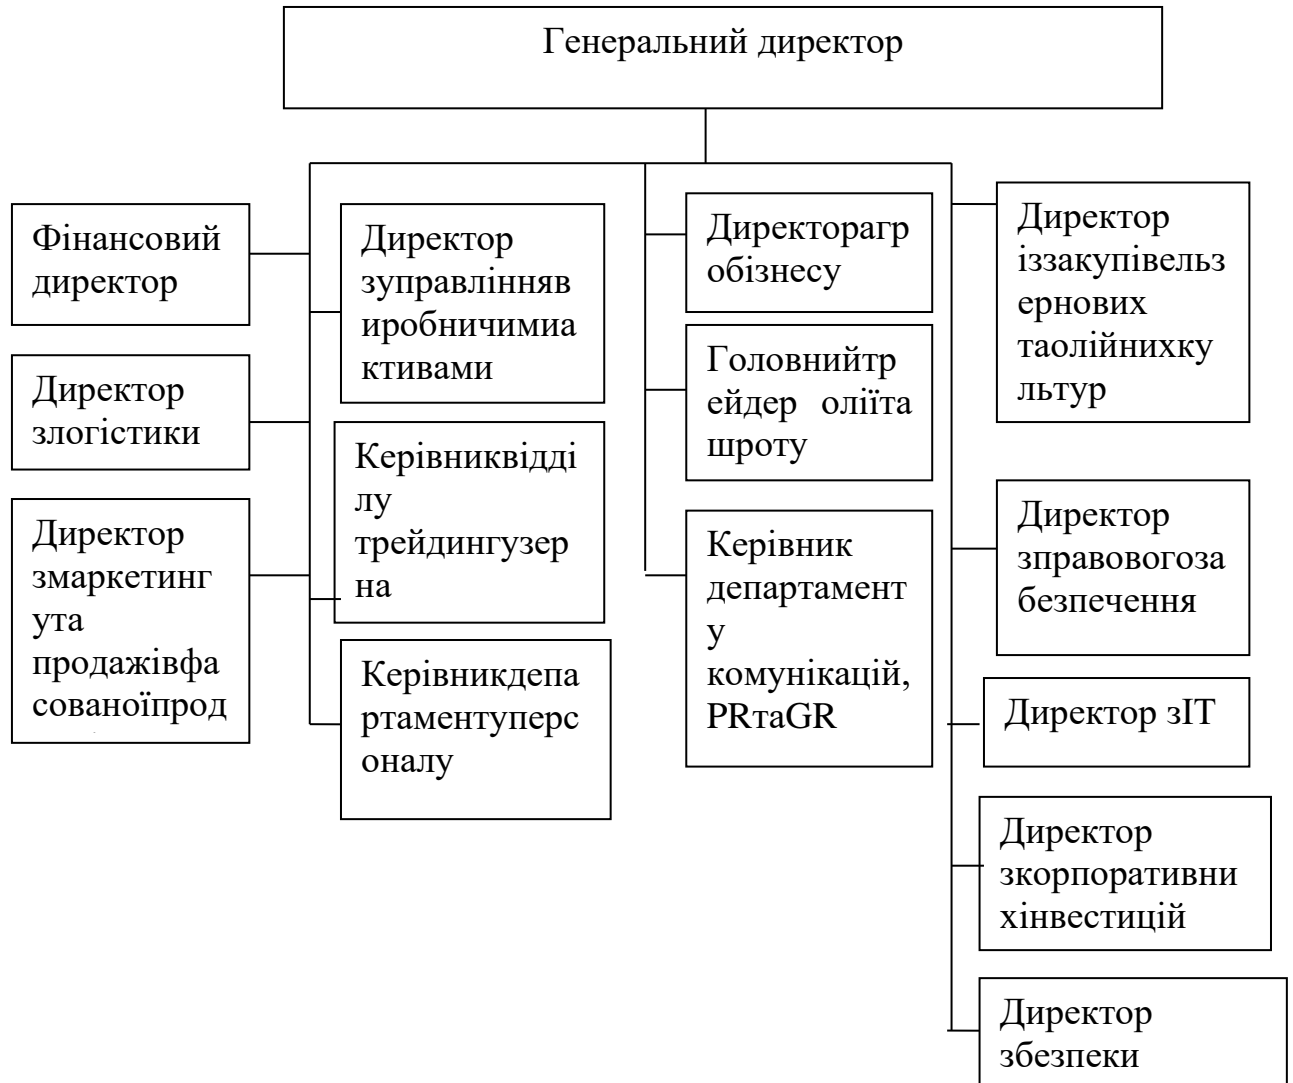 Генеральний директор
Фінансовий
директор
Директор
злогістики
Директор
змаркетинг
ута
продажівфа
сованоїпрод
Директор
зуправлінняв
иробничимиа
ктивами
Керівниквідді
лу
трейдингузер
на
Керівникдепа
ртаментуперс
оналу
Директорагр
обізнесу
Головнийтр
ейдер оліїта
шроту
Керівник
департамент
у
комунікацій,
PRтаGR
Директор
іззакупівельз
ернових
таолійнихку
льтур
Директор
зправовогоза
безпечення
Директор зІТ
Директор
зкорпоративни
хінвестицій
Директор
збезпеки